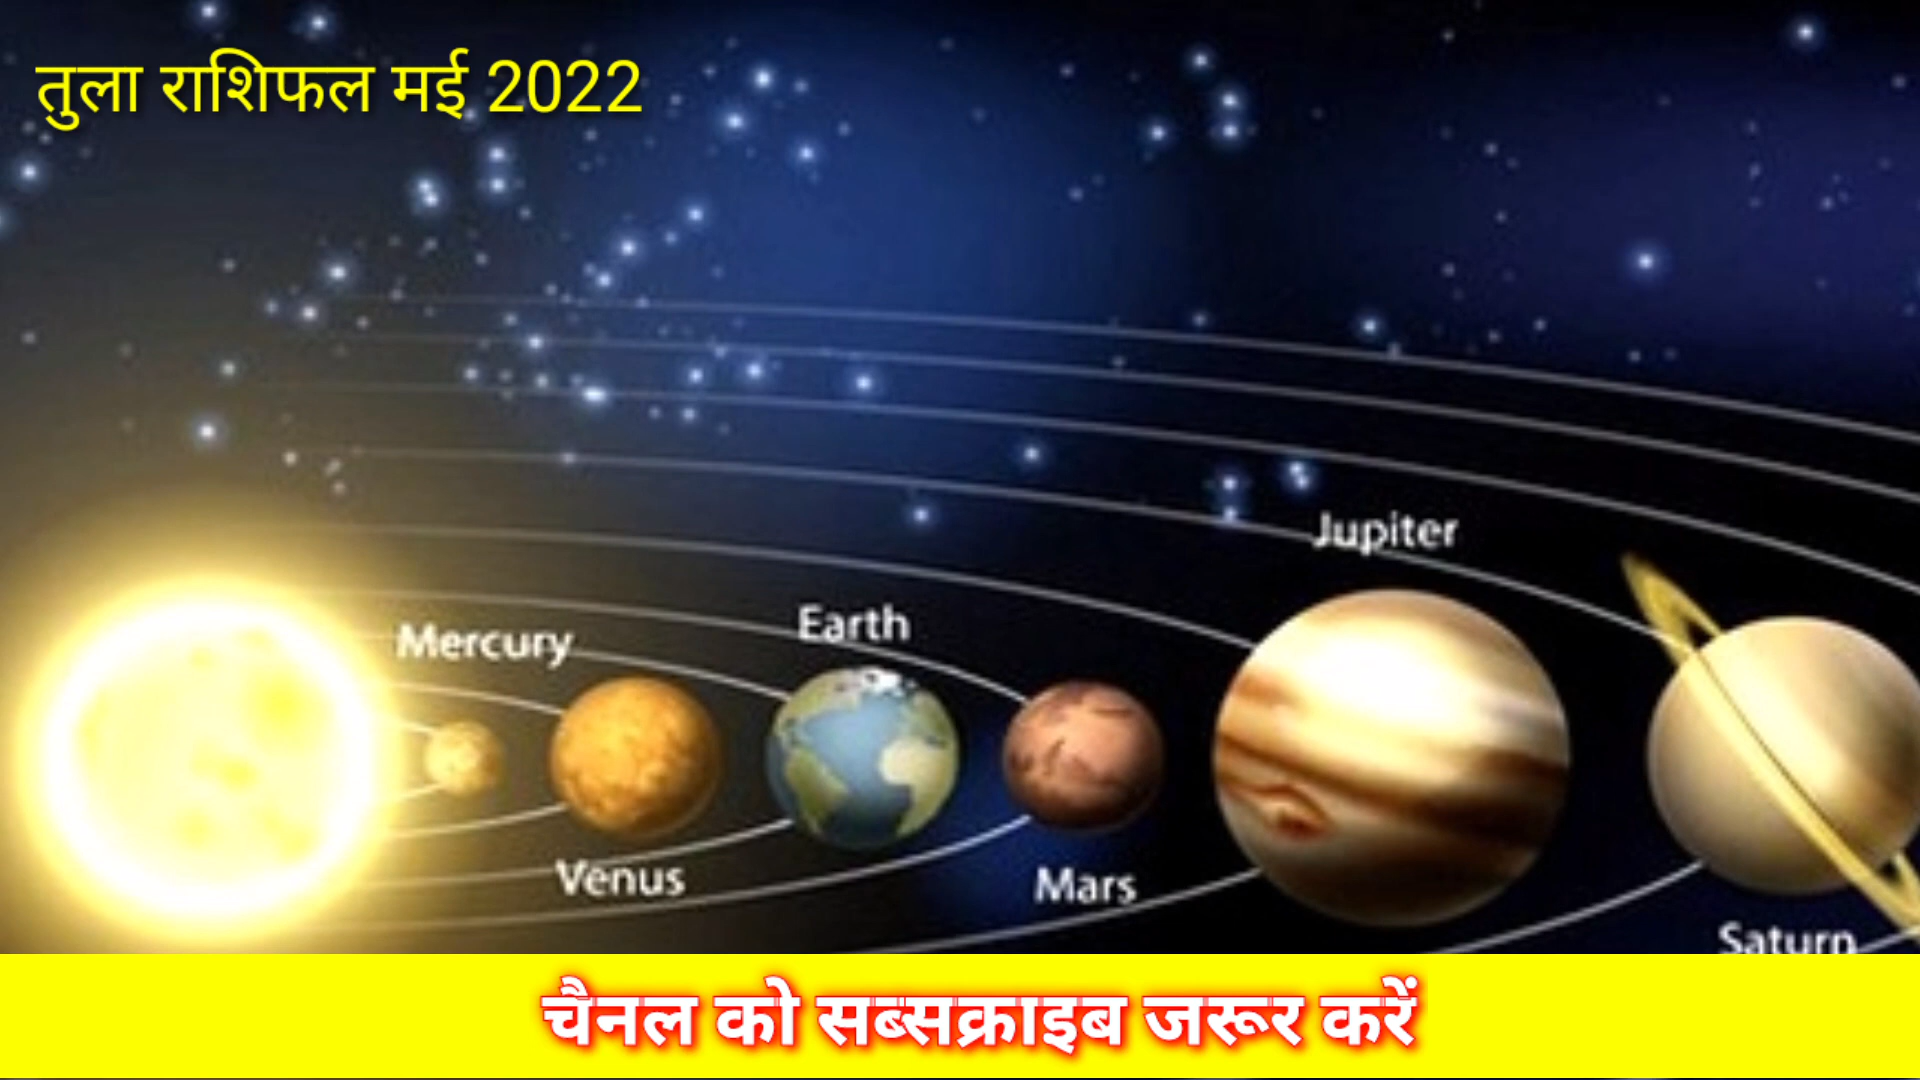 तुला राशिफल मई 2022
Jupiter
Earth
Mercury
Venus
Mars
Saturn
चैनल को सब्सक्राइब जरूर करें